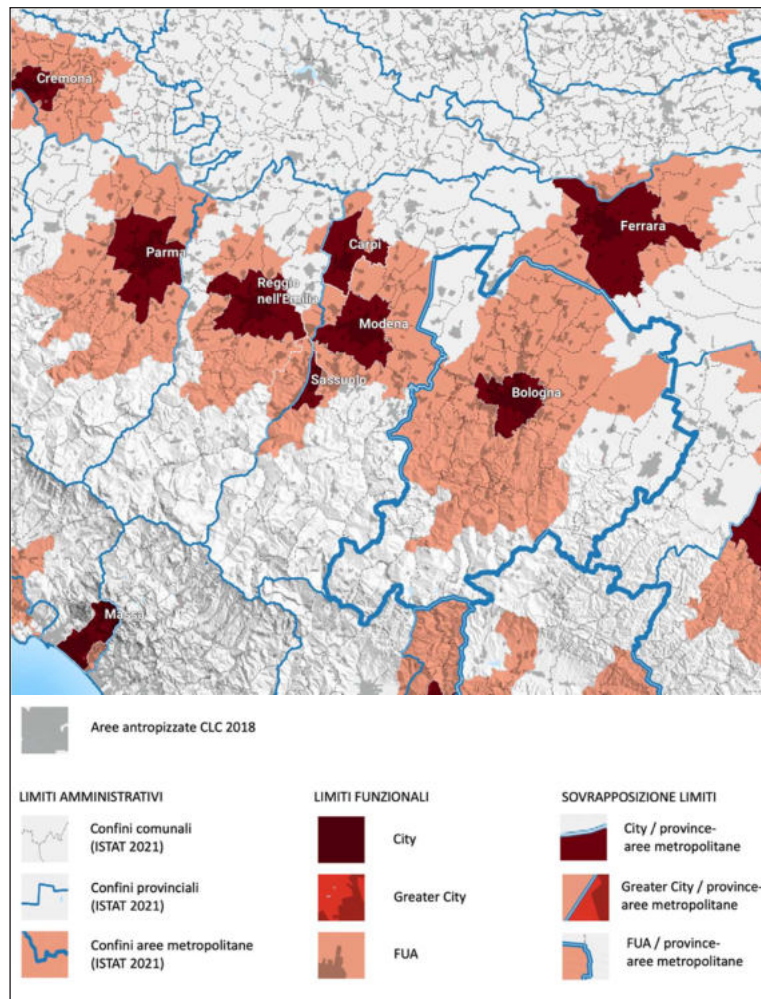 Cremona
Parma
Reggio
nell'Emilia
Carpi
Modena
Sassuolo
Ferrara
Bologna
Massa
Aree antropizzate CLC 2018
LIMITI AMMINISTRATIVI
Confini comunali
(ISTAT 2021)
Confini provinciali
(ISTAT 2021)
Confini aree metropolitane
(ISTAT 2021)
LIMITI FUNZIONALI
City
Greater City
FUA
SOVRAPPOSIZIONE LIMITI
City / province-
aree metropolitane
Greater City / province-
aree metropolitane
FUA / province-
aree metropolitane